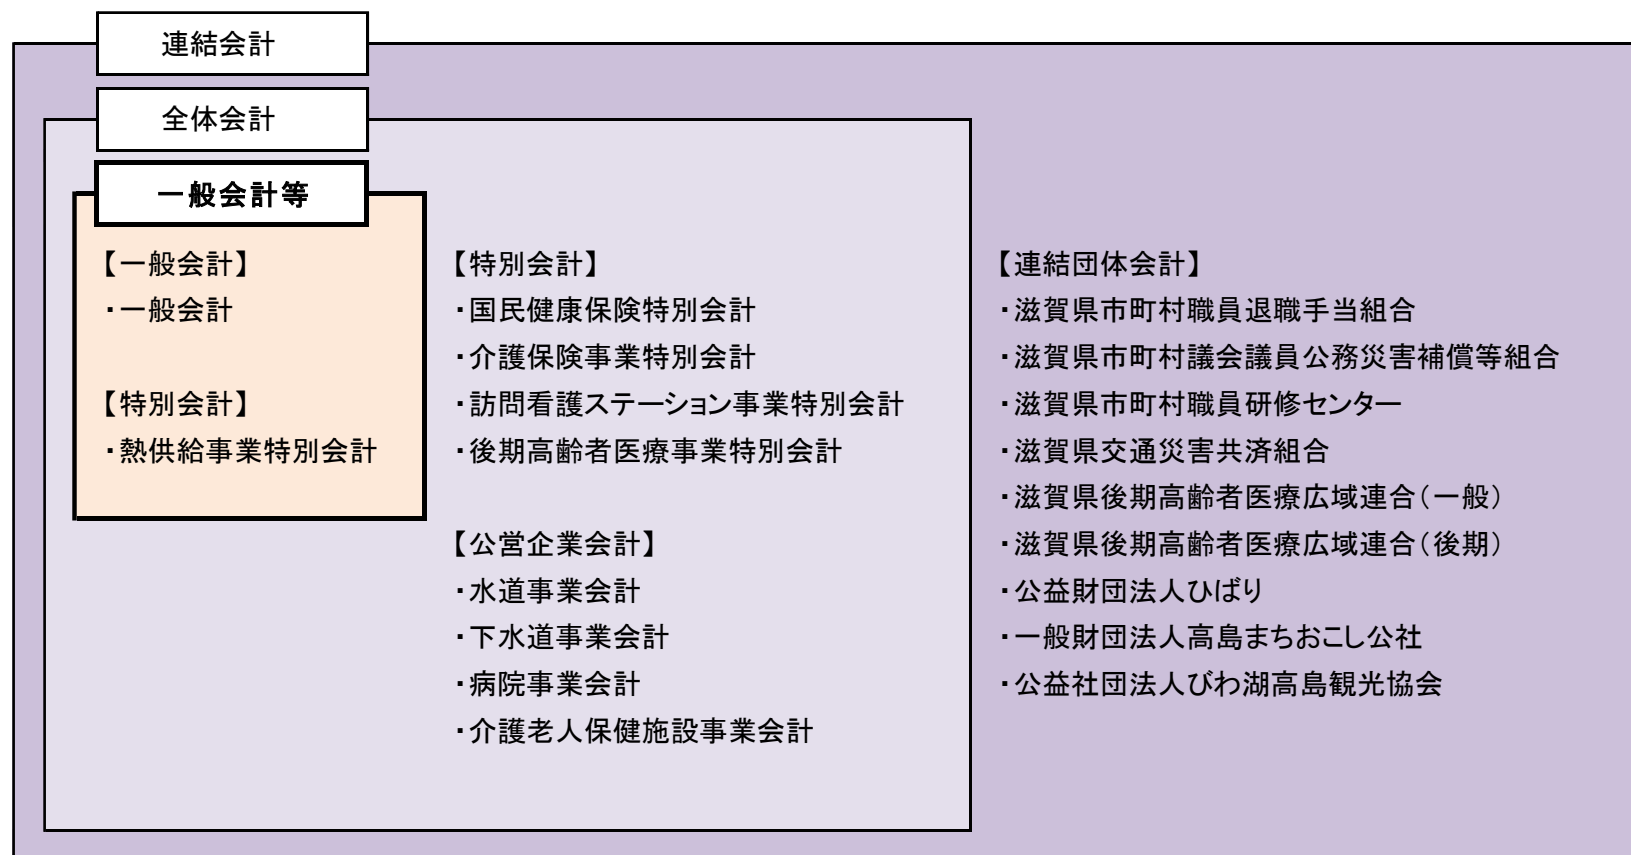 連結会計
全体会計
一般会計等
【一般会計】
・一般会計
【特別会計】
・熱供給事業特別会計
【特別会計】
・国民健康保険特別会計
・介護保険事業特別会計
・訪問看護ステーション事業特別会計
・後期高齢者医療事業特別会計
【公営企業会計】
・水道事業会計
・下水道事業会計
・病院事業会計
・介護老人保健施設事業会計
【連結団体会計】
・滋賀県市町村職員退職手当組合
・滋賀県市町村議会議員公務災害補償等組合
・滋賀県市町村職員研修センター
・滋賀県交通災害共済組合
・滋賀県後期高齢者医療広域連合(一般)
・滋賀県後期高齢者医療広域連合(後期)
・公益財団法人ひばり
・一般財団法人高島まちおこし公社
・公益社団法人びわ湖高島観光協会